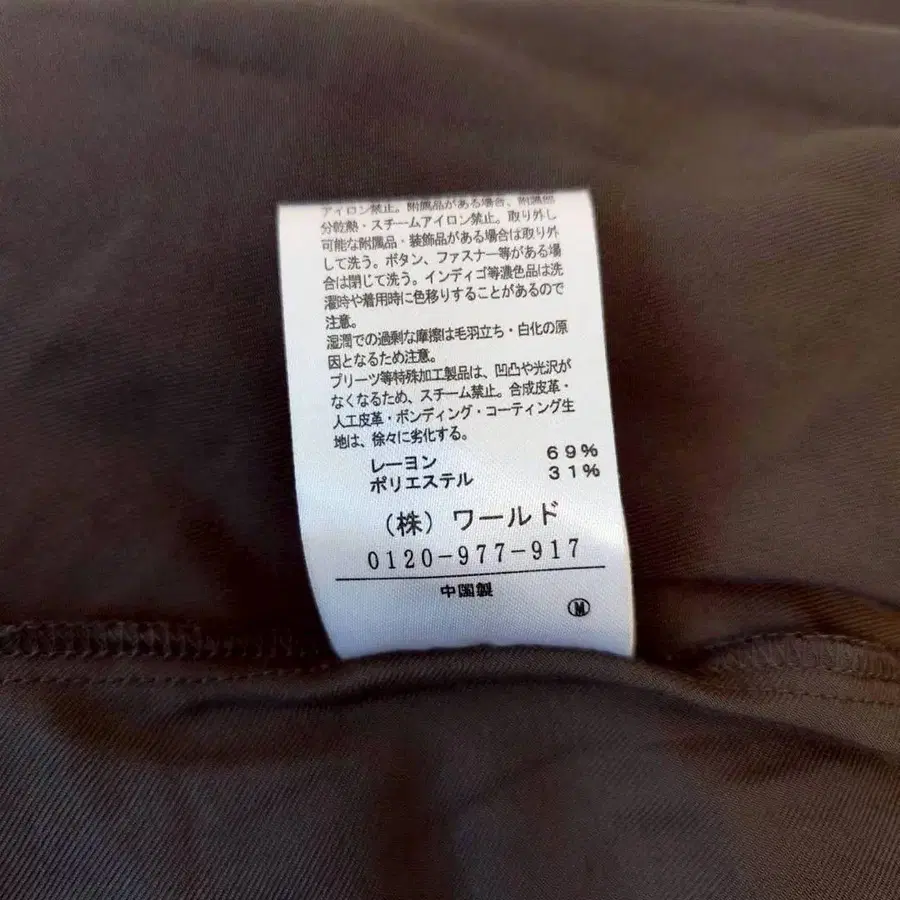 アイロン禁止。附属品がある場合、附属部
分乾熱・スチームアイロン禁止。取り外し
可能な附属品・装飾品がある場合は取り外
して洗う。ボタン、ファスナー等がある場
合は閉じて洗う。インディゴ等濃色品は洗
濯時や着用時に色移りすることがあるので
注意。
湿潤での過剰な摩擦は毛羽立ち・白化の原
因となるため注意。
プリーツ等特殊加工製品は、凹凸や光沢が
なくなるため、スチーム禁止。合成皮革・
人工皮革・ボンディング・コーティング生
地は、徐々に劣化する。
レーヨン 69%
ポリエステル 31%
(株) ワールド
0120-977-917
中国製
Ⓜ